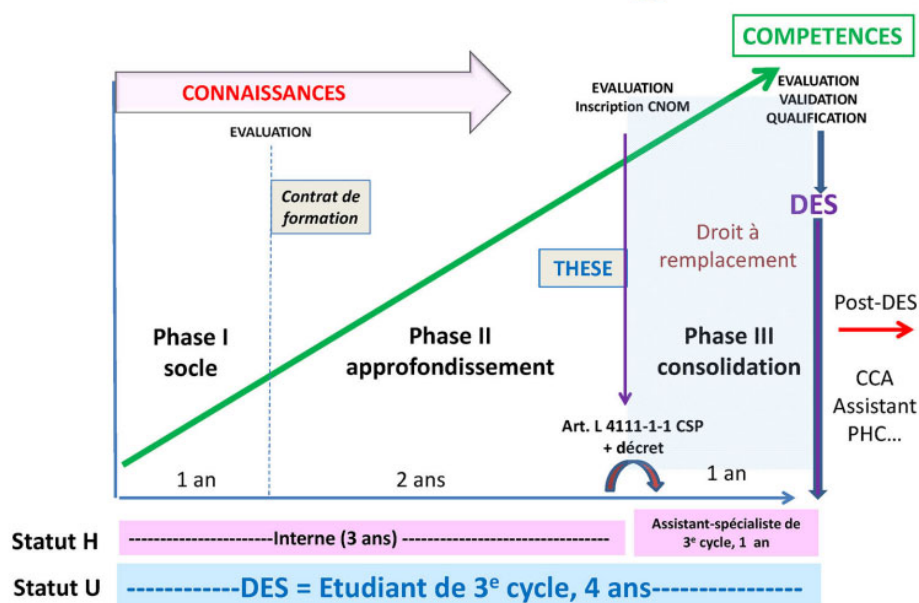 COMPETENCES
CONNAISSANCES
EVALUATION
EVALUATION
Inscription CNOM
EVALUATION
VALIDATION
QUALIFICATION
Contrat de
formation
DES
THESE
Droit à
remplacement
Phase I
socle
Phase II
approfondissement
Phase III
consolidation
Post-DES
CCA
Assistant
PHC...
Art. L 4111-1-1 CSP
+ décret
1 an
2 ans
1 an
Statut H
----------------------Interne (3 ans) ------------------------------
Assistant-spécialiste de
3e cycle, 1 an
Statut U
------------DES = Etudiant de 3e cycle, 4 ans-----------------